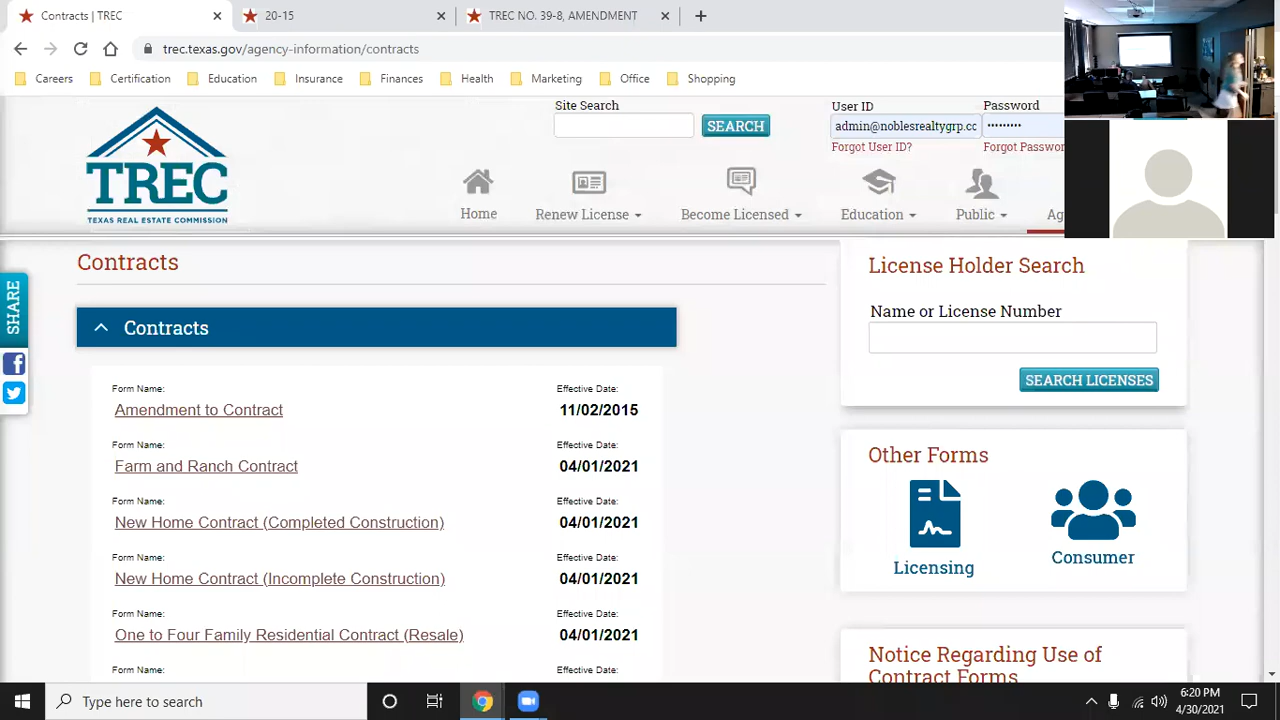 Contracts | TREC
20-15
TREC NO. 39-8, AMENDMENT
trec.texas.gov/agency-information/contracts
Careers Certification Education Insurance Finances Health Marketing Office Shopping
Site Search
SEARCH
User ID
Password
admin@noblesrealtygrp.cc
•••••••••
Forgot User ID?
Forgot Passwor
TREC
TEXAS REAL ESTATE COMMISSION
Home
Renew License
Become Licensed
Education
Public
Ag
SHARE
Contracts
Contracts
Form Name: Effective Date:
Amendment to Contract 11/02/2015
Form Name: Effective Date:
Farm and Ranch Contract 04/01/2021
Form Name: Effective Date:
New Home Contract (Completed Construction) 04/01/2021
Form Name: Effective Date:
New Home Contract (Incomplete Construction) 04/01/2021
Form Name: Effective Date:
One to Four Family Residential Contract (Resale) 04/01/2021
Form Name: Effective Date:
License Holder Search
Name or License Number
SEARCH LICENSES
Other Forms
Licensing
Consumer
Notice Regarding Use of
Contract Forms
Type here to search
6:20 PM
4/30/2021